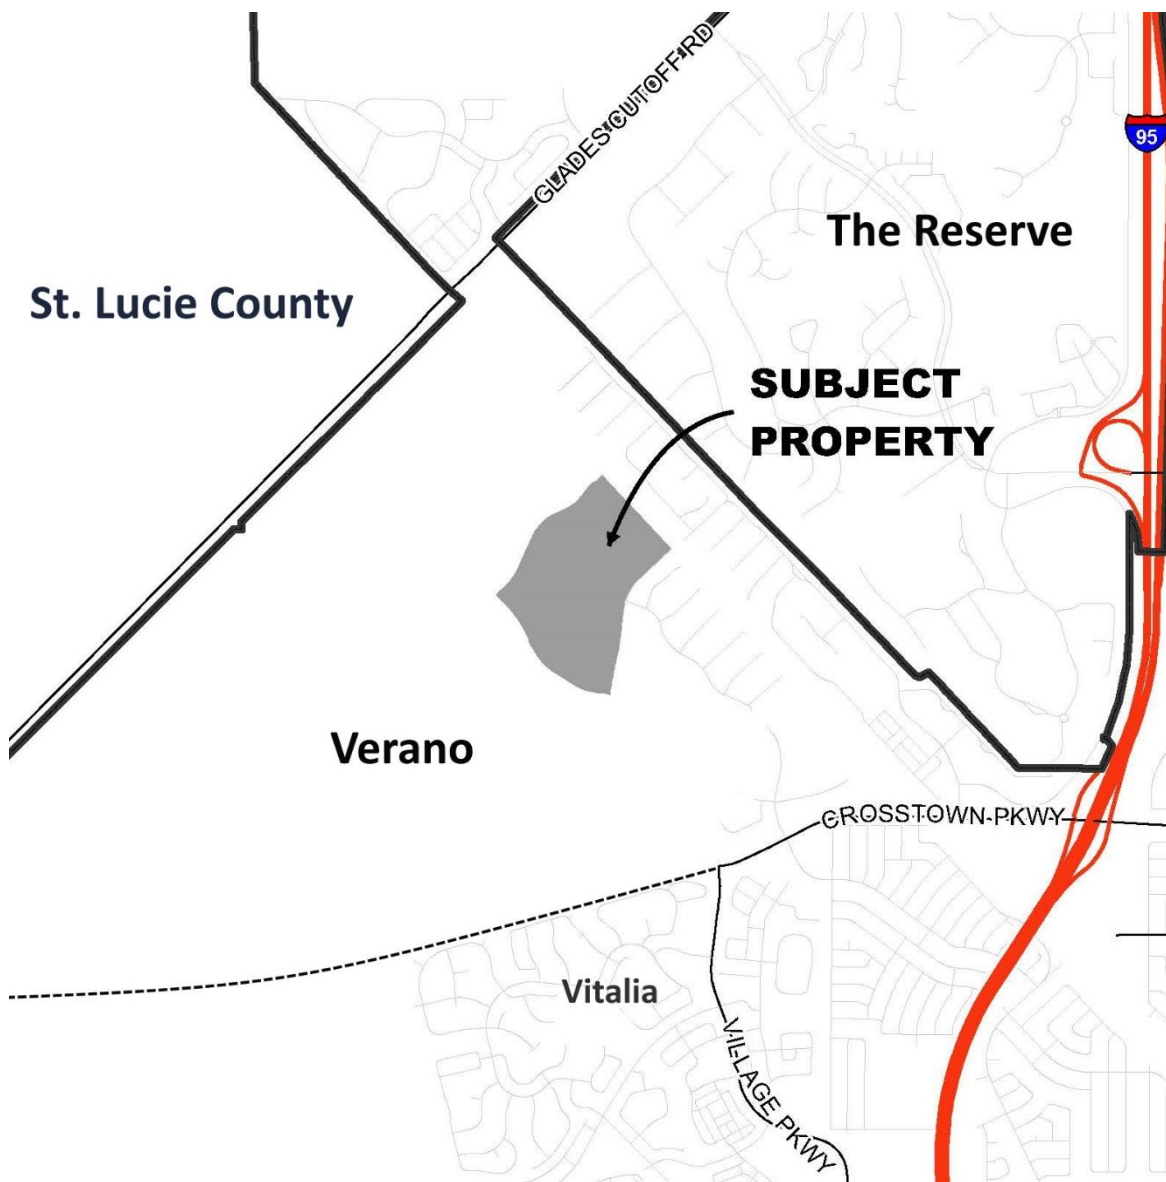 GLADES CUTOFF RD
95
The Reserve
St. Lucie County
SUBJECT
PROPERTY
Verano
CROSSTOWN PKWY
Vitalia
VILLAGE PKWY